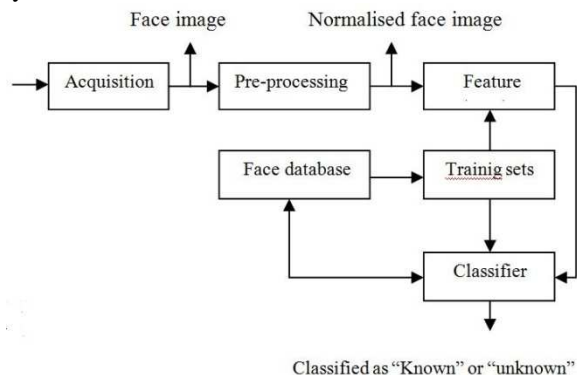 Face image
Normalised face image
Acquisition
Pre-processing
Feature
Face database
Trainig sets
Classifier
Classified as “Known” or “unknown”